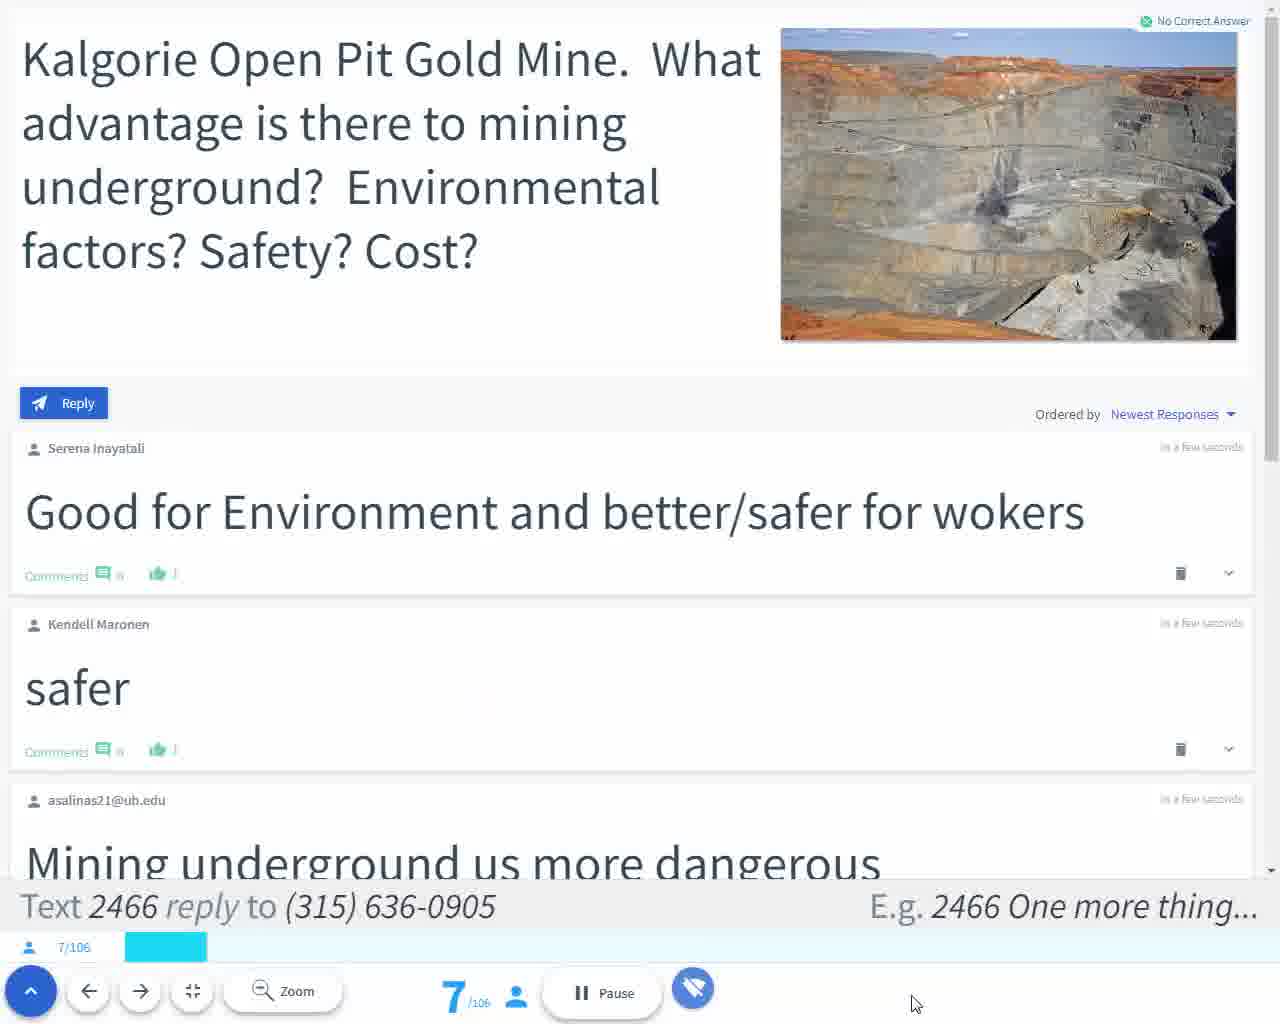 No Correct Answer
Kalgorie Open Pit Gold Mine.  What
advantage is there to mining
underground?  Environmental
factors? Safety? Cost?
Reply
Ordered by Newest Responses
Serena Inayatali
in a few seconds
Good for Environment and better/safer for wokers
Comments 0
Kendell Maronen
in a few seconds
safer
Comments 0
asalinas21@ub.edu
in a few seconds
Mining underground us more dangerous
Text 2466 reply to (315) 636-0905
E.g. 2466 One more thing...
7/106
Zoom
7/106
Pause